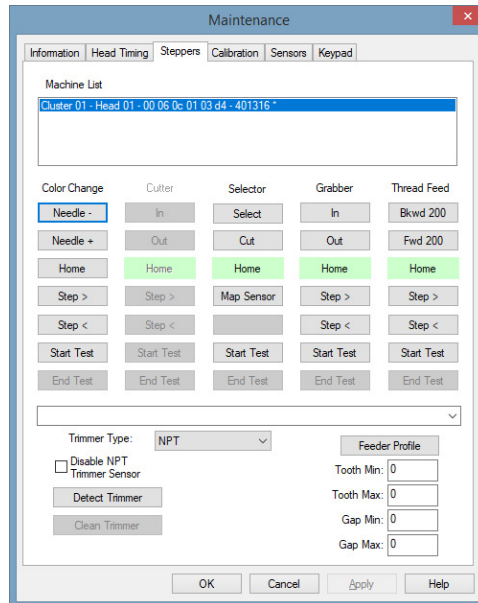 Maintenance
Information Head Timing Steppers Calibration Sensors Keypad
Machine List
Cluster 01 - Head 01 - 00 06 0c 01 03 d4 - 401316 *
Color Change Cutter Selector Grabber Thread Feed
Needle - In Select In Bkwd 200
Needle + Out Cut Out Fwd 200
Home Home Home Home Home
Step > Step > Map Sensor Step > Step >
Step < Step < Step < Step <
Start Test Start Test Start Test Start Test Start Test
End Test End Test End Test End Test End Test
Trimmer Type: NPT
Feeder Profile
Disable NPT
Trimmer Sensor
Tooth Min: 0
Detect Trimmer
Tooth Max: 0
Clean Trimmer
Gap Min: 0
Gap Max: 0
OK Cancel Apply Help